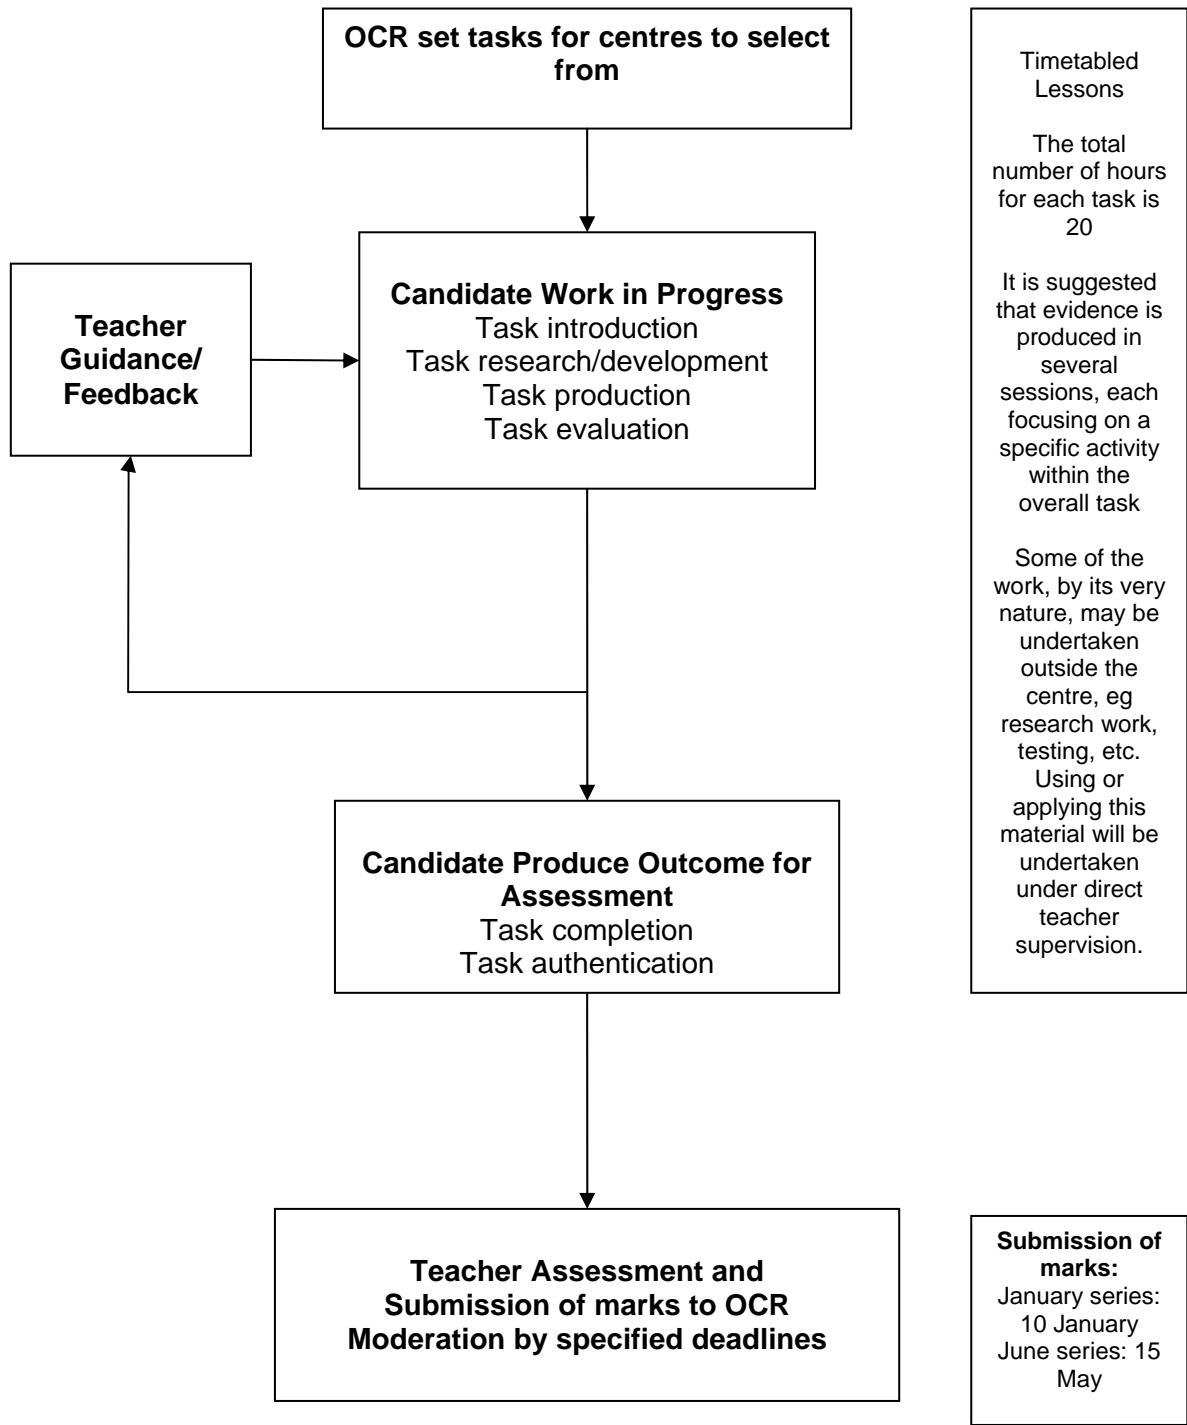 OCR set tasks for centres to select
from
Teacher
Guidance/
Feedback
Candidate Work in Progress
Task introduction
Task research/development
Task production
Task evaluation
Candidate Produce Outcome for
Assessment
Task completion
Task authentication
Teacher Assessment and
Submission of marks to OCR
Moderation by specified deadlines
Timetabled
Lessons
The total
number of hours
for each task is
20
It is suggested
that evidence is
produced in
several
sessions, each
focusing on a
specific activity
within the
overall task
Some of the
work, by its very
nature, may be
undertaken
outside the
centre, eg
research work,
testing, etc.
Using or
applying this
material will be
undertaken
under direct
teacher
supervision.
Submission of
marks:
January series:
10 January
June series: 15
May